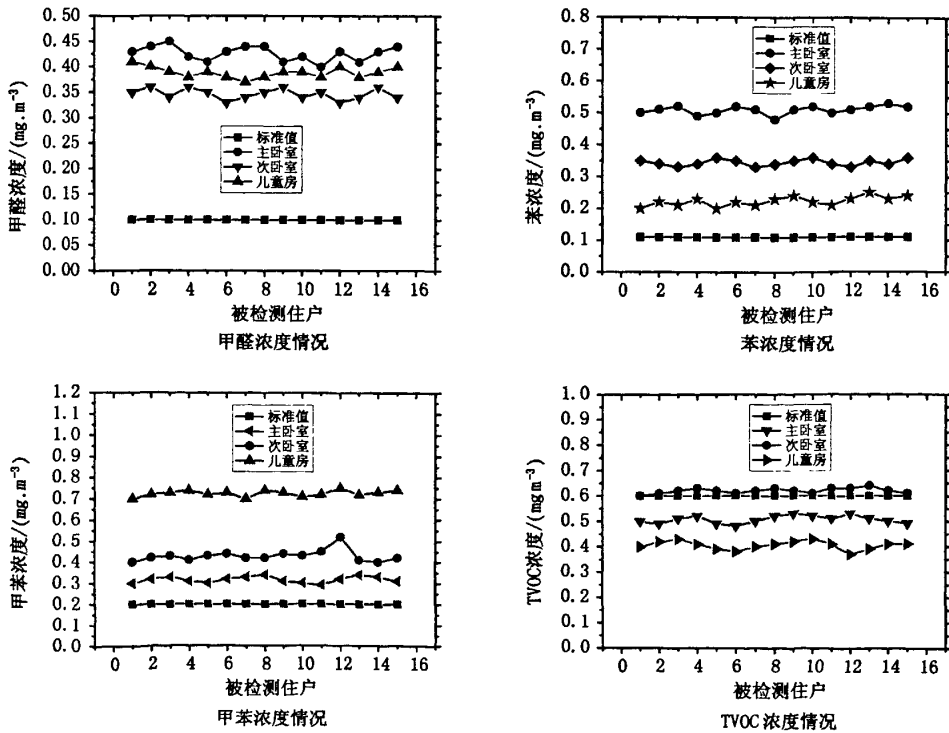 0.50
0.45
0.40
0.35
0.30
0.25
0.20
0.15
0.10
0.05
0.00
甲醛浓度/(mg.m⁻³)
标准值
主卧室
次卧室
儿童房
0 2 4 6 8 10 12 14 16
被检测住户
甲醛浓度情况
0.8
0.7
0.6
0.5
0.4
0.3
0.2
0.1
0.0
苯浓度/(mg.m⁻³)
标准值
主卧室
次卧室
儿童房
0 2 4 6 8 10 12 14 16
被检测住户
苯浓度情况
1.2
1.1
1.0
0.9
0.8
0.7
0.6
0.5
0.4
0.3
0.2
0.1
0.0
甲苯浓度/(mg.m⁻³)
标准值
主卧室
次卧室
儿童房
0 2 4 6 8 10 12 14 16
被检测住户
甲苯浓度情况
1.0
0.9
0.8
0.7
0.6
0.5
0.4
0.3
0.2
0.1
0.0
TVOC浓度/(mgm⁻³)
标准值
主卧室
次卧室
儿童房
0 2 4 6 8 10 12 14 16
被检测住户
TVOC浓度情况